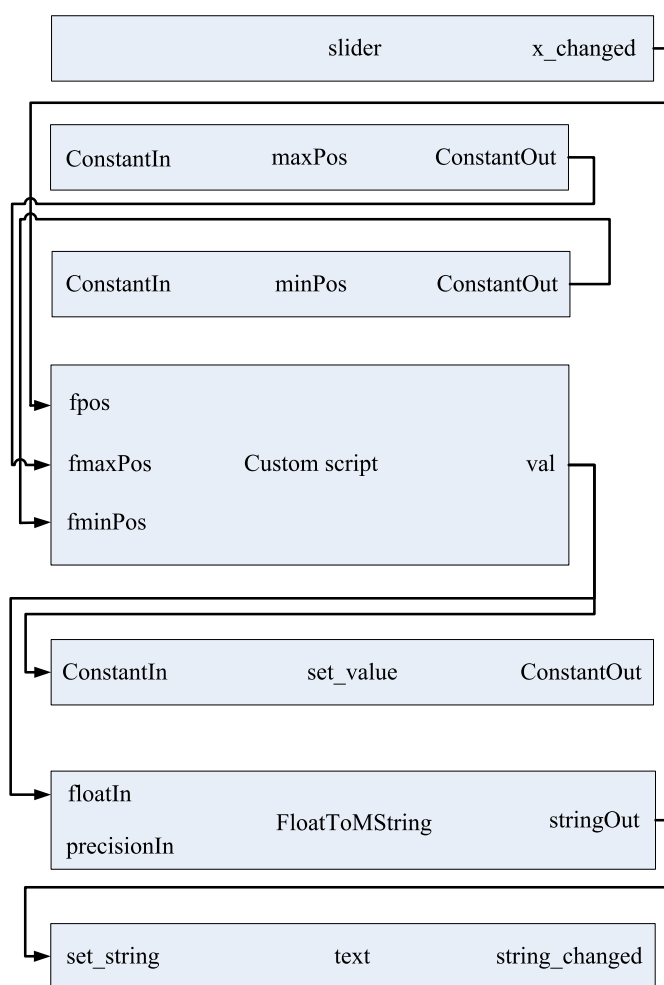 slider x_changed
ConstantIn maxPos ConstantOut
ConstantIn minPos ConstantOut
fpos
fmaxPos Custom script val
fminPos
ConstantIn set_value ConstantOut
floatIn
FloatToMString stringOut
precisionIn
set_string text string_changed